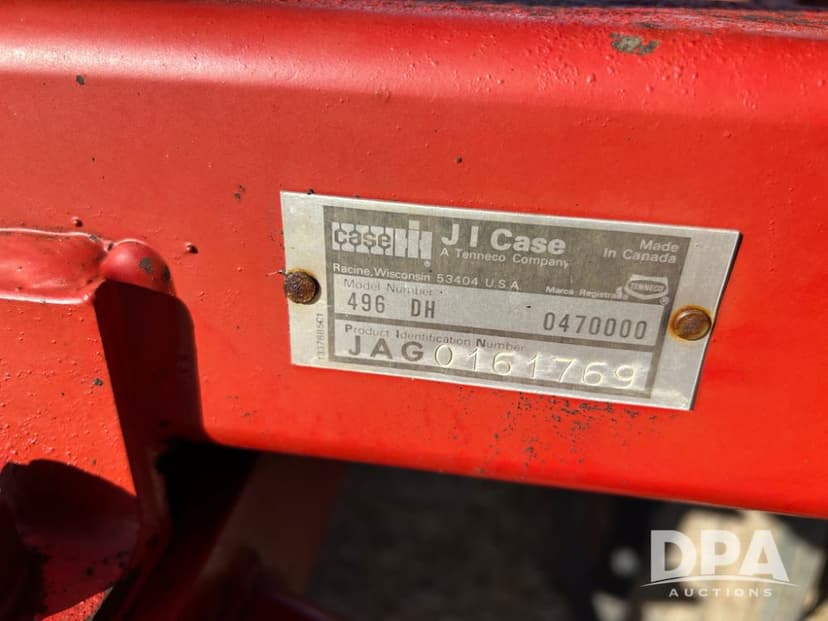 case IH
J I Case
A Tenneco Company
Made
in Canada
Racine, Wisconsin 53404 U.S.A.
Marca Registrada
TENNECO
Model Number
496 DH 0470000
Product Identification Number
JAG0161769
DPA
AUCTIONS